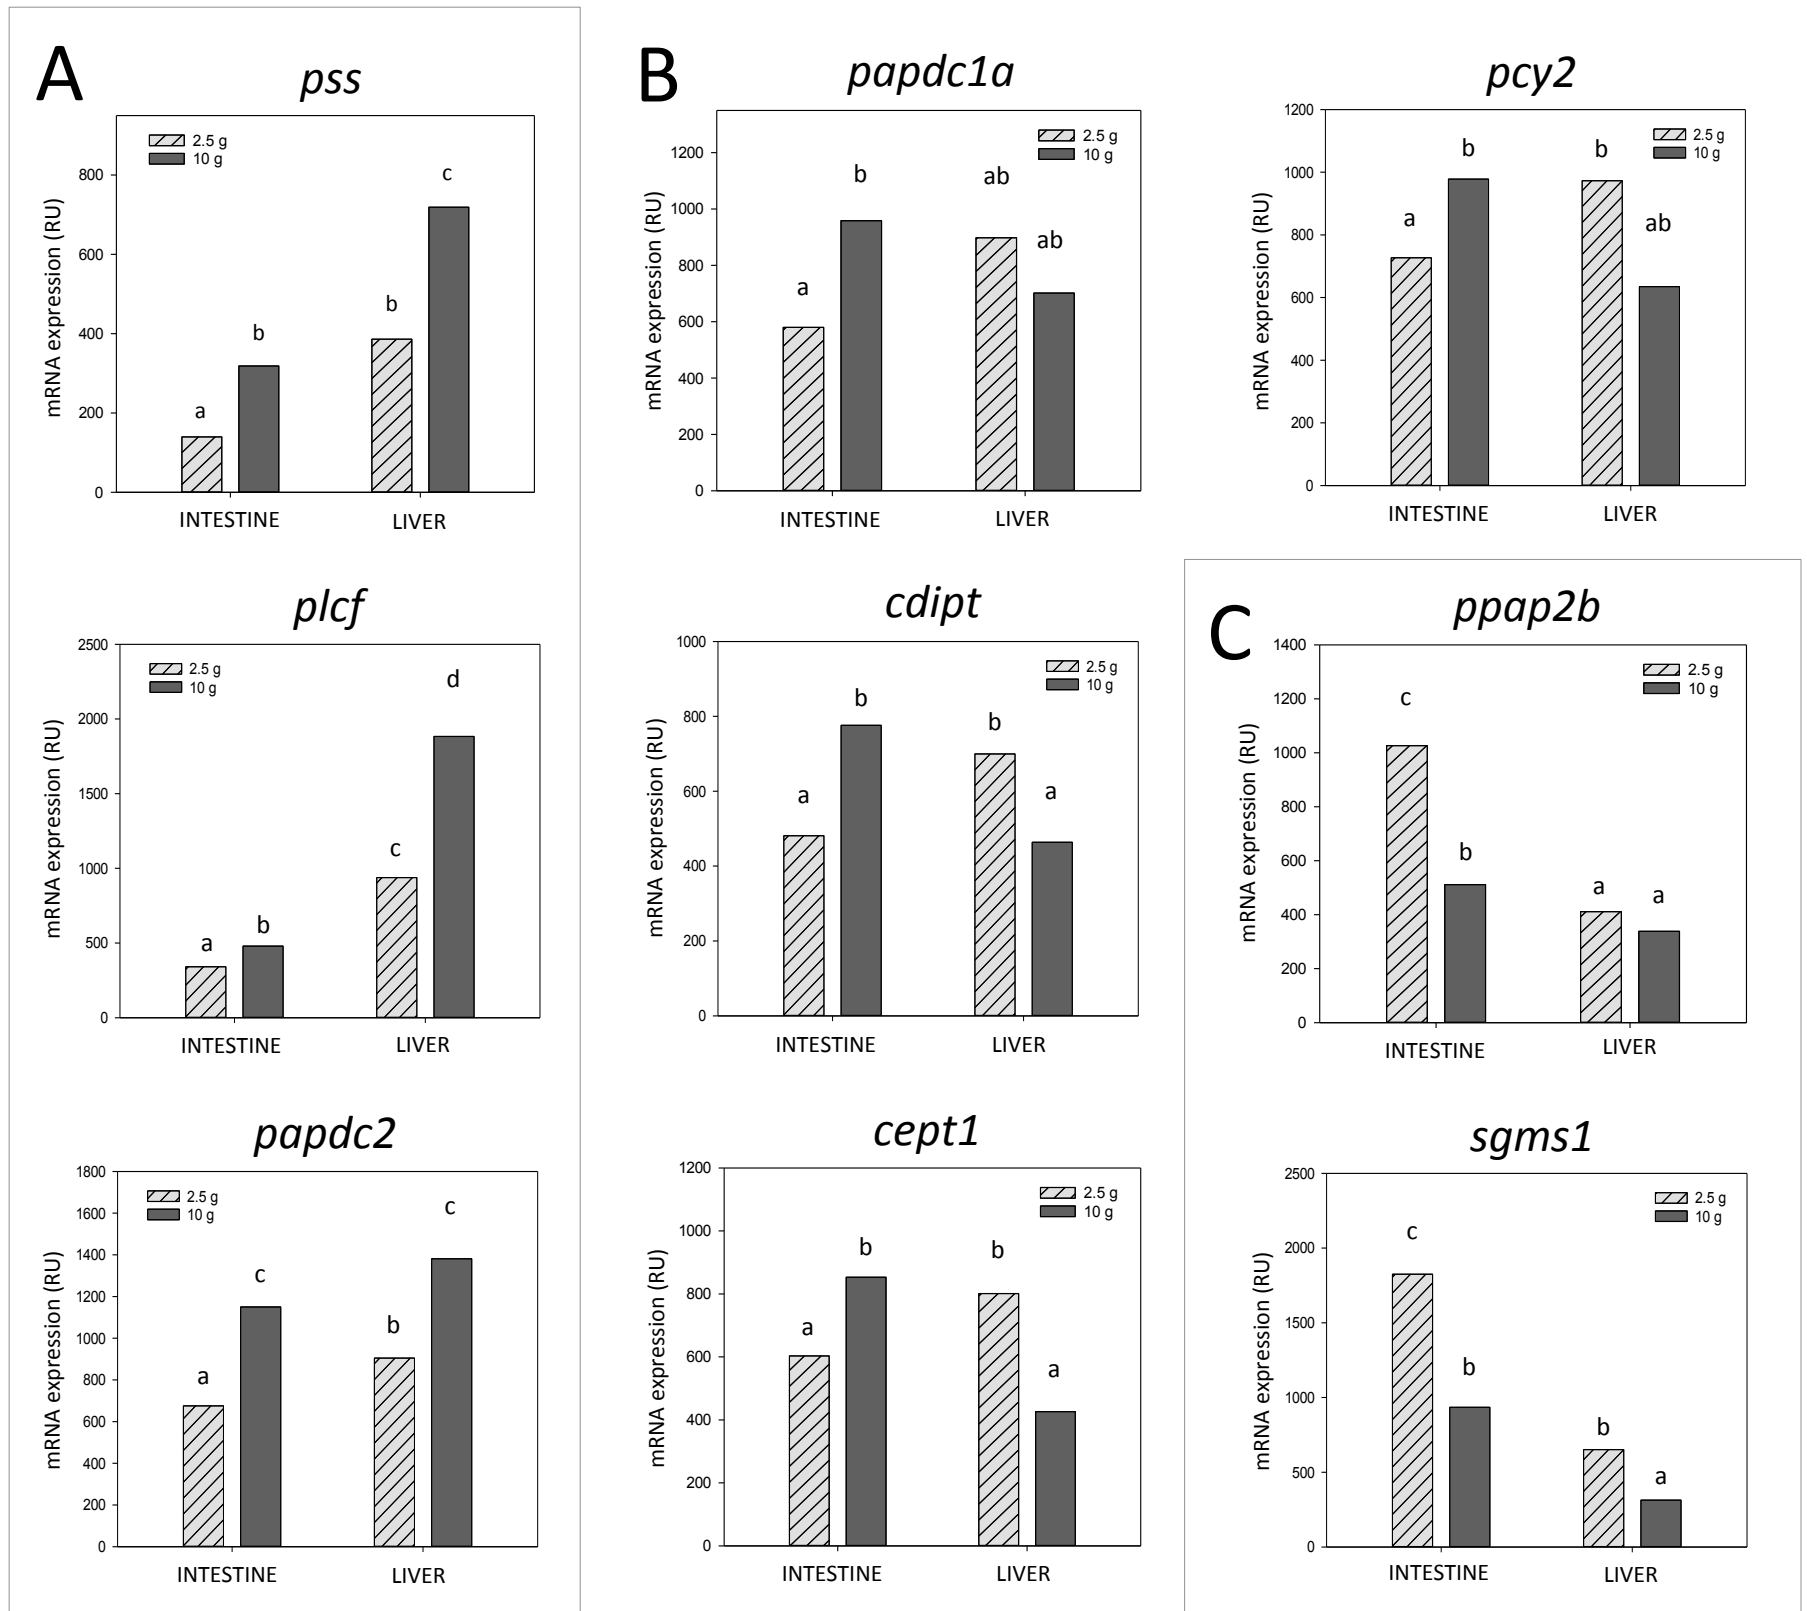 A
pss
2.5 g
10 g
c
b
b
a
800
600
400
200
0
mRNA expression (RU)
INTESTINE LIVER
plcf
2.5 g
10 g
d
c
b
a
2500
2000
1500
1000
500
0
mRNA expression (RU)
INTESTINE LIVER
papdc2
2.5 g
10 g
c
c
b
a
1800
1600
1400
1200
1000
800
600
400
200
0
mRNA expression (RU)
INTESTINE LIVER
B
papdc1a
2.5 g
10 g
b
ab
ab
a
1200
1000
800
600
400
200
0
mRNA expression (RU)
INTESTINE LIVER
pcy2
2.5 g
10 g
b
b
a
ab
1200
1000
800
600
400
200
0
mRNA expression (RU)
INTESTINE LIVER
cdipt
2.5 g
10 g
b
b
a
a
1000
800
600
400
200
0
mRNA expression (RU)
INTESTINE LIVER
cept1
2.5 g
10 g
b
b
a
a
1200
1000
800
600
400
200
0
mRNA expression (RU)
INTESTINE LIVER
C
ppap2b
2.5 g
10 g
c
b
a
a
1400
1200
1000
800
600
400
200
0
mRNA expression (RU)
INTESTINE LIVER
sgms1
2.5 g
10 g
c
b
b
a
2500
2000
1500
1000
500
0
mRNA expression (RU)
INTESTINE LIVER